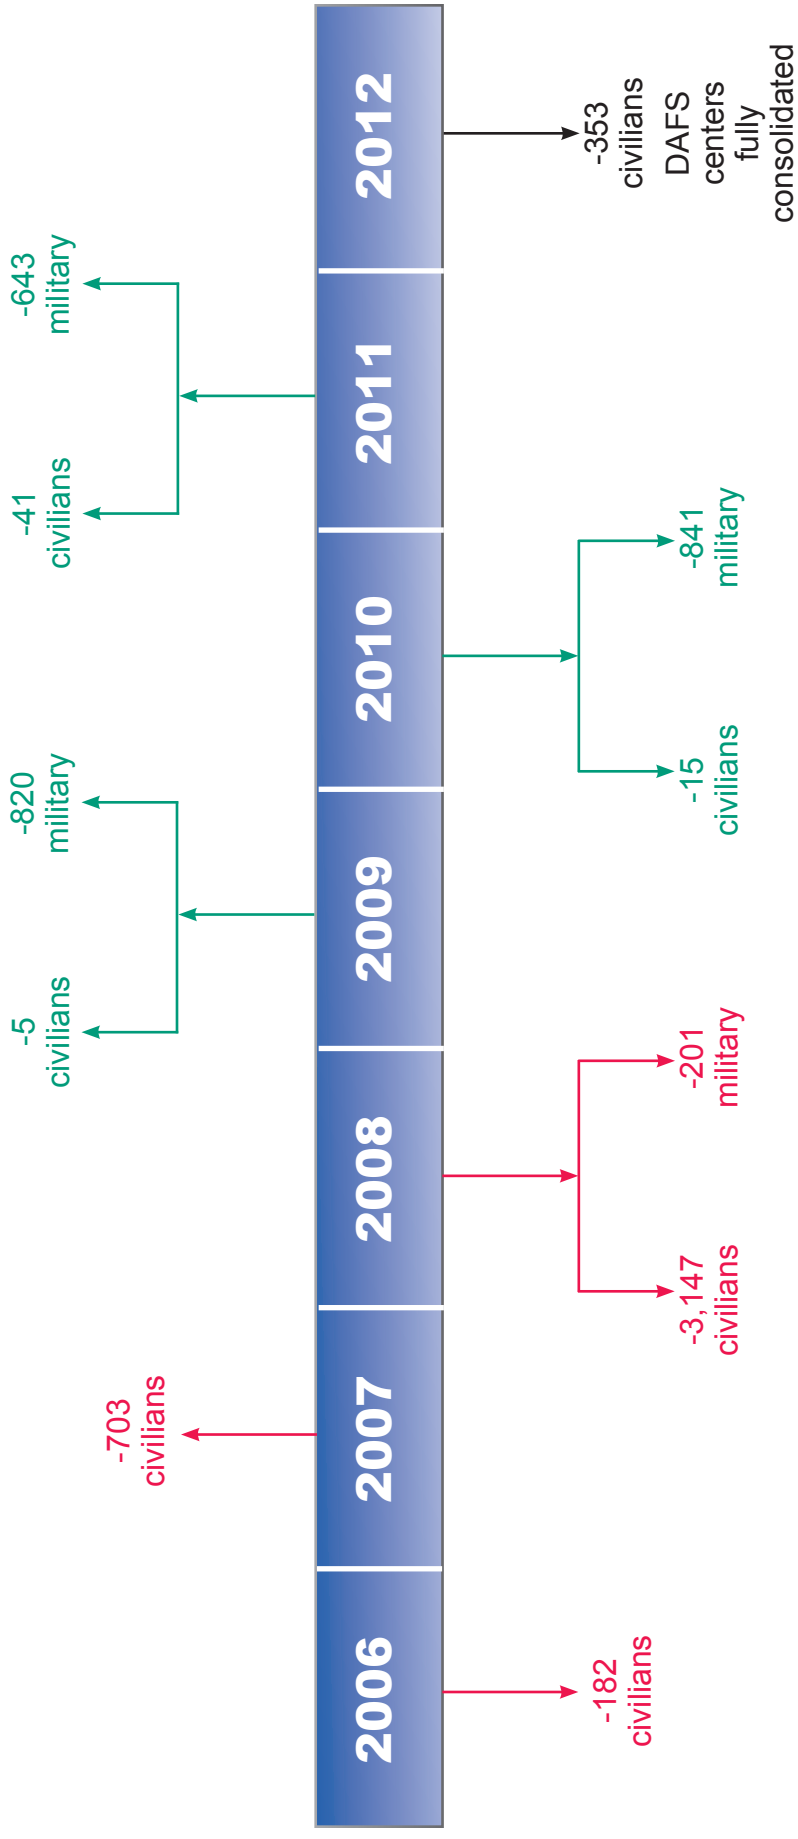 -5
civilians
-820
military
-41
civilians
-643
military
-703
civilians
2006
2007
2008
2009
2010
2011
2012
-182
civilians
-3,147
civilians
-201
military
-15
civilians
-841
military
-353
civilians
DAFS
centers
fully
consolidated